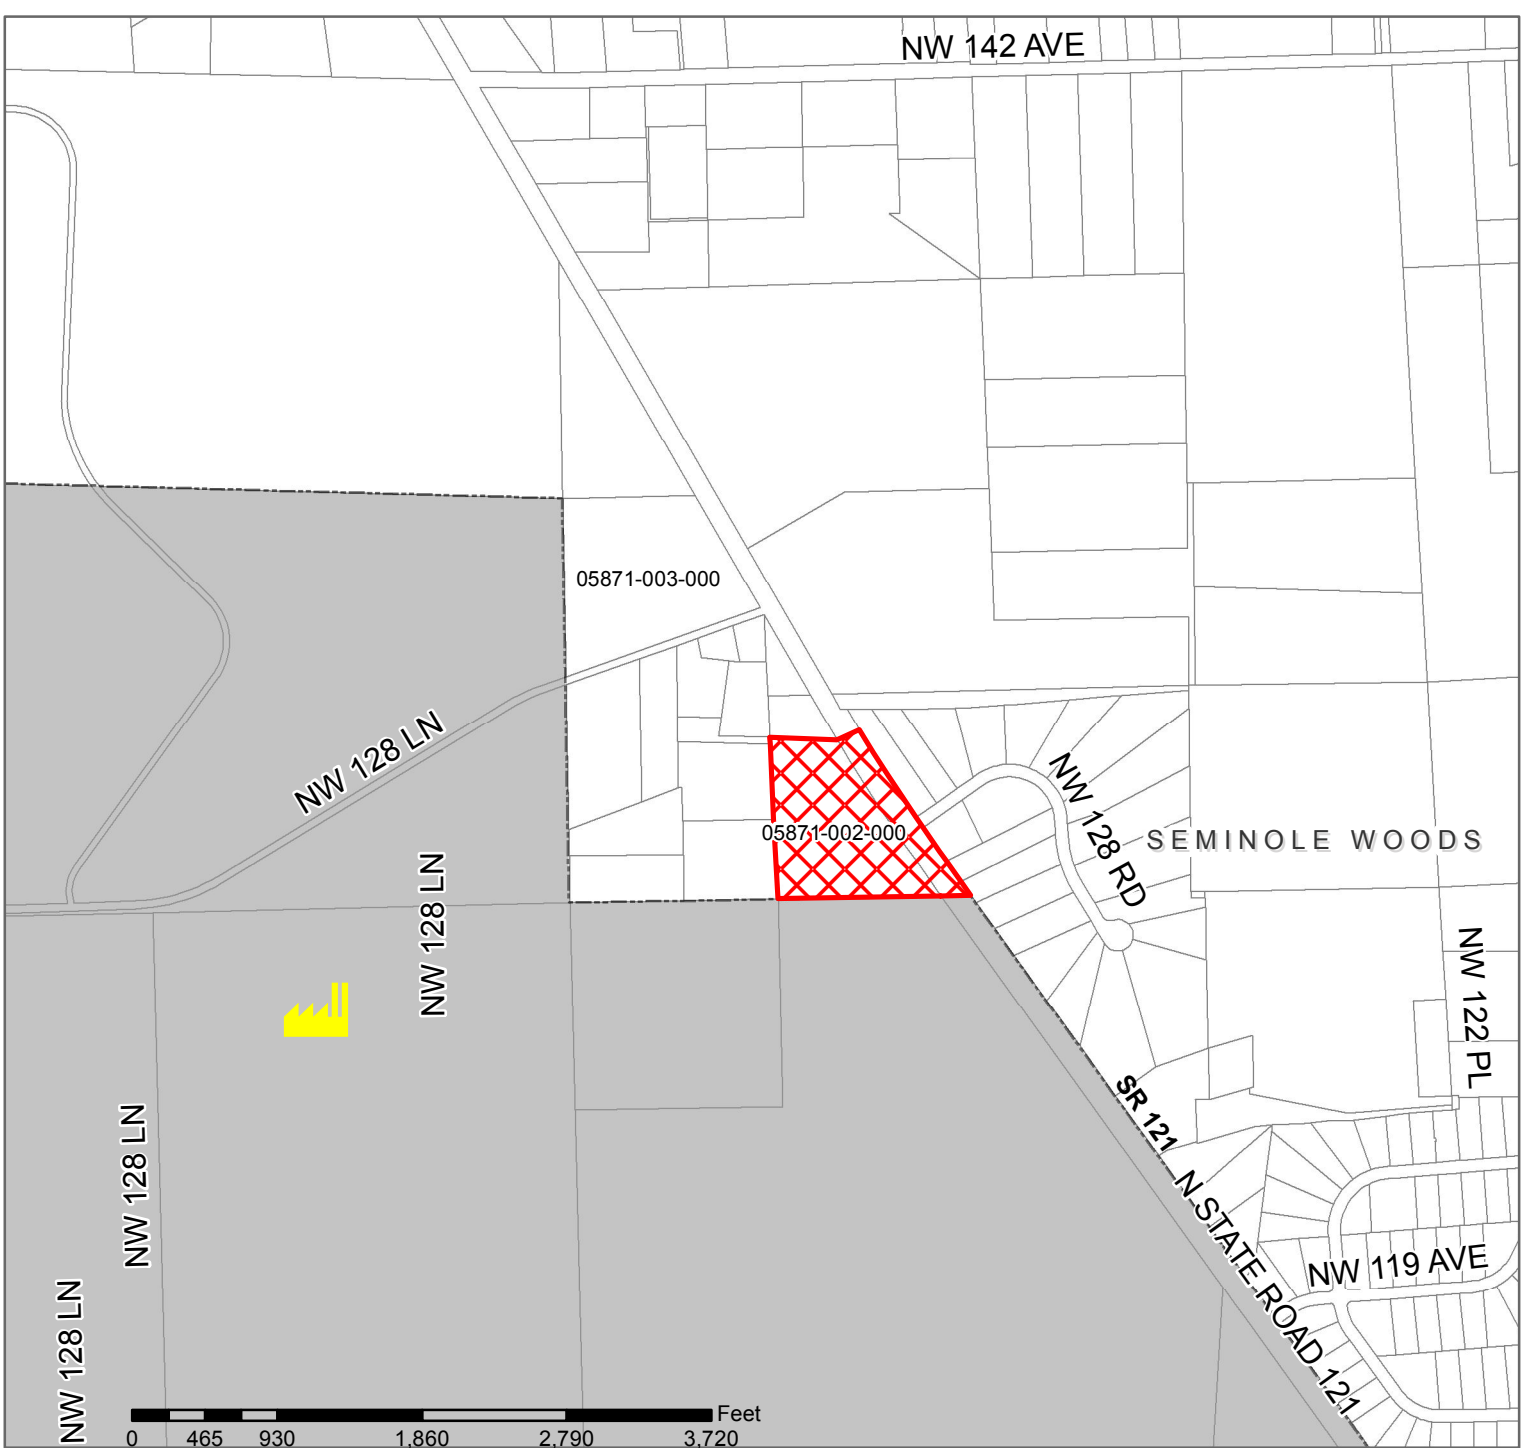 NW 142 AVE
05871-003-000
NW 128 LN
NW 128 RD
05871-002-000
SEMINOLE WOODS
NW 128 LN
NW 122 PL
SR 121
NW 128 LN
N STATE ROAD 121
NW 119 AVE
NW 128 LN
Feet
0 465 930 1,860 2,790 3,720